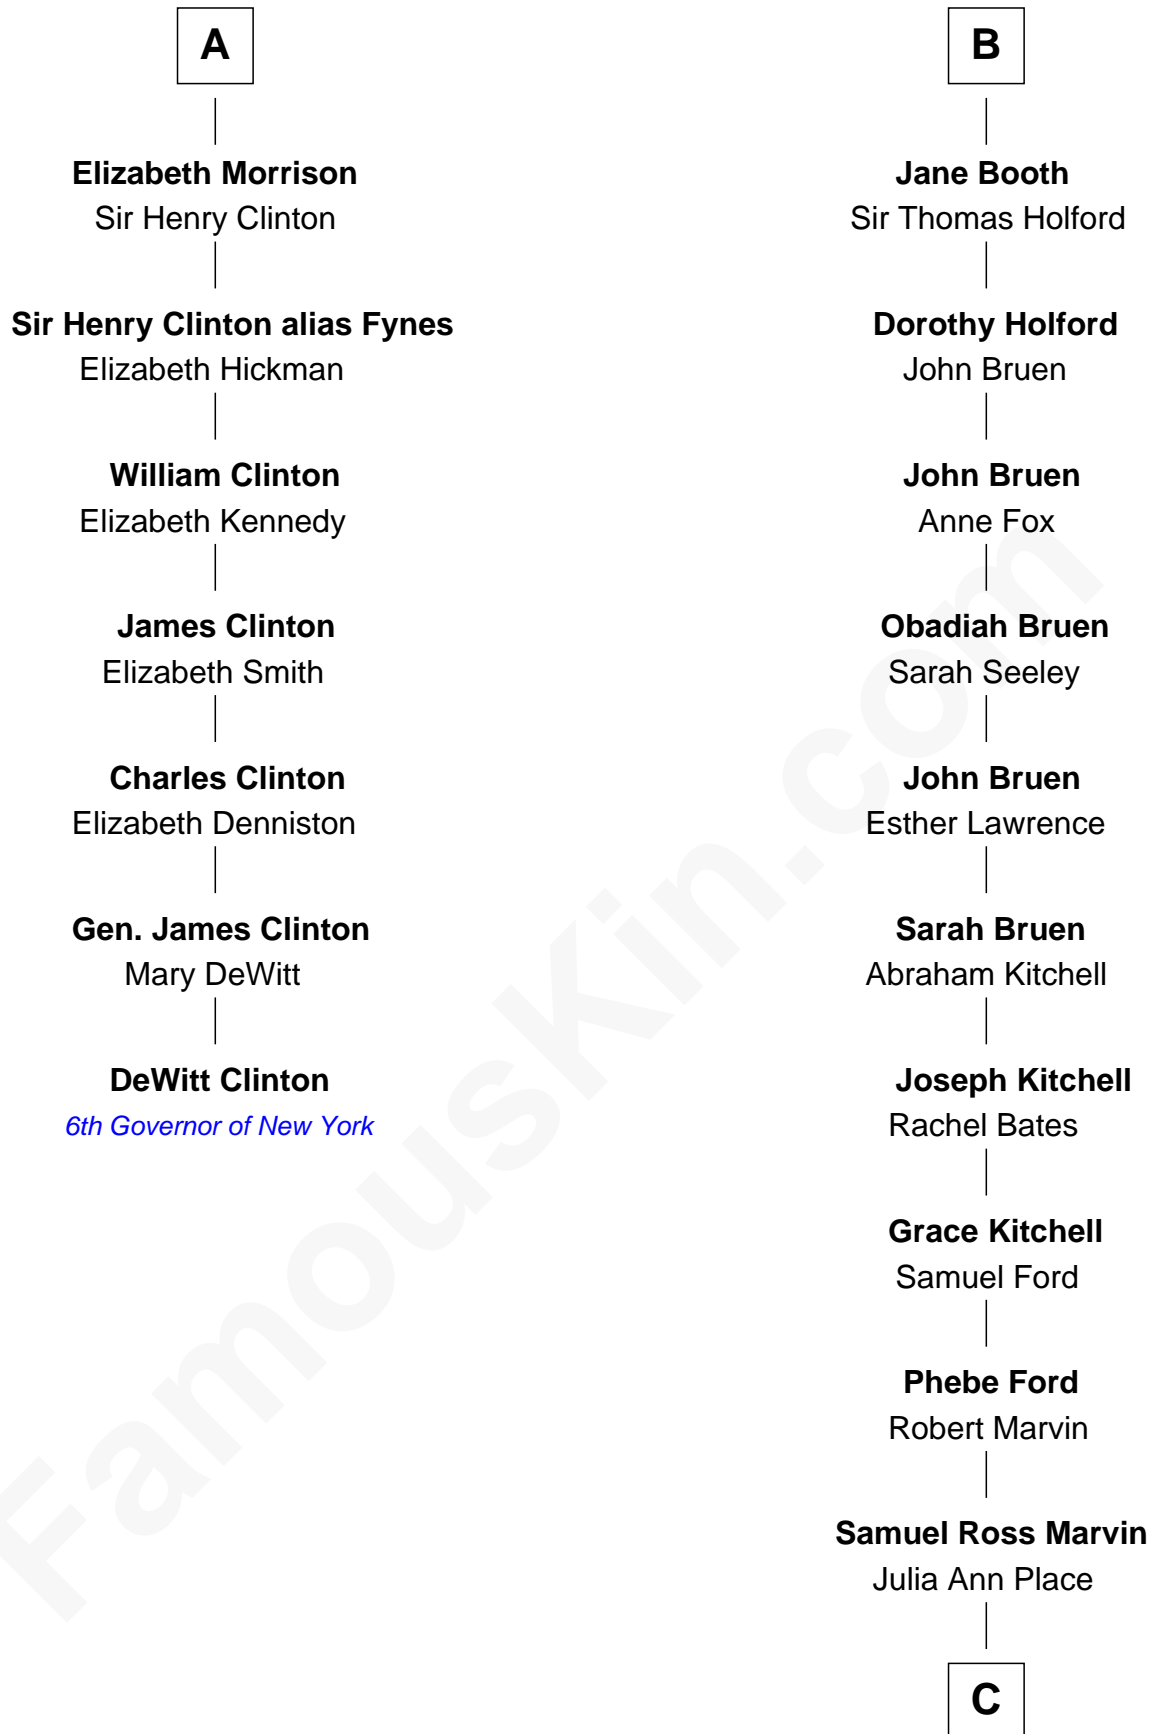 A
Elizabeth Morrison
Sir Henry Clinton
Sir Henry Clinton alias Fynes
Elizabeth Hickman
William Clinton
Elizabeth Kennedy
James Clinton
Elizabeth Smith
Charles Clinton
Elizabeth Denniston
Gen. James Clinton
Mary DeWitt
DeWitt Clinton
6th Governor of New York
B
Jane Booth
Sir Thomas Holford
Dorothy Holford
John Bruen
John Bruen
Anne Fox
Obadiah Bruen
Sarah Seeley
John Bruen
Esther Lawrence
Sarah Bruen
Abraham Kitchell
Joseph Kitchell
Rachel Bates
Grace Kitchell
Samuel Ford
Phebe Ford
Robert Marvin
Samuel Ross Marvin
Julia Ann Place
C
FamousKin.com